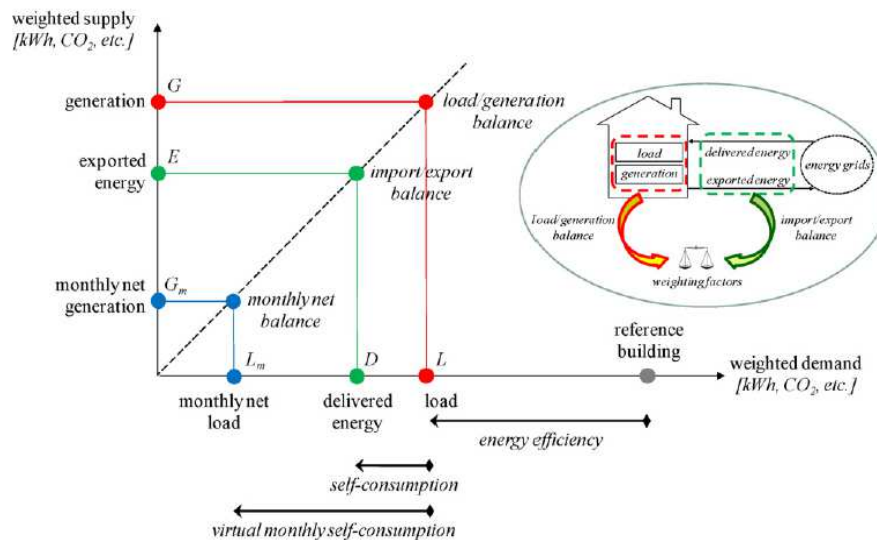 weighted supply
[kWh, CO2, etc.]
G
generation
load/generation
balance
E
exported
energy
import/export
balance
monthly net
generation
Gm
monthly net
balance
Lm
D
L
reference
building
weighted demand
[kWh, CO2, etc.]
monthly net
load
delivered
energy
load
energy efficiency
self-consumption
virtual monthly self-consumption
load
generation
delivered energy
exported energy
energy grids
load/generation
balance
import/export
balance
weighting factors